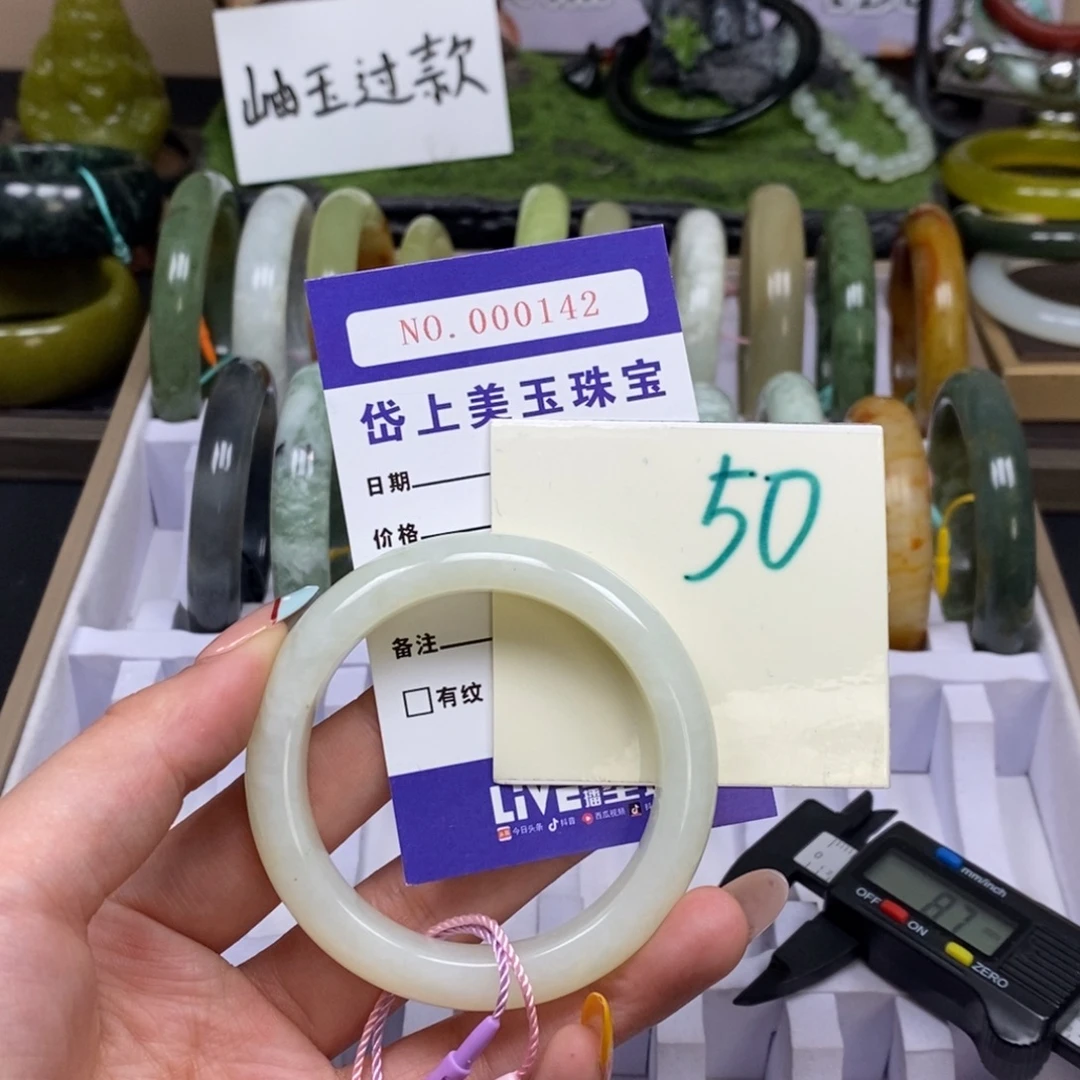 岫玉过款
NO.000142
岱上美玉珠宝
日期
50
价格
备注
有纹
LiVE
今日头条 抖音 西瓜视频
mm/inch
OFF ON
ZERO